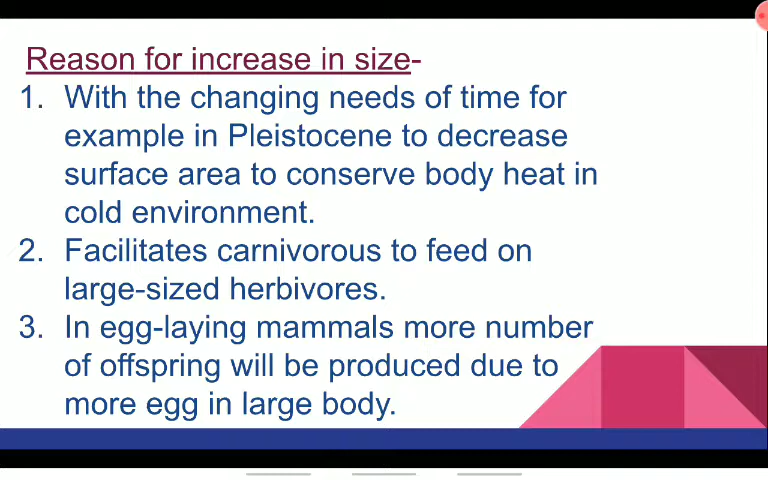 Reason for increase in size-
1. With the changing needs of time for
example in Pleistocene to decrease
surface area to conserve body heat in
cold environment.
2. Facilitates carnivorous to feed on
large-sized herbivores.
3. In egg-laying mammals more number
of offspring will be produced due to
more egg in large body.